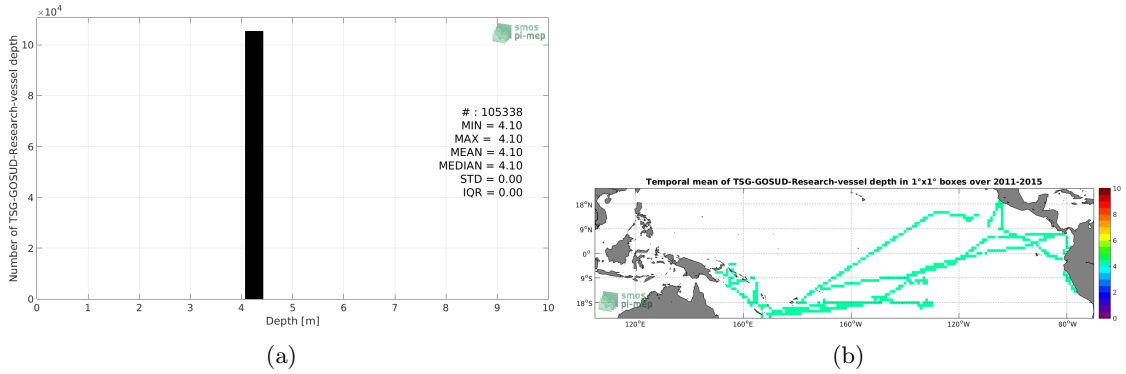 ×10⁴
10
8
6
4
2
0
Number of TSG-GOSUD-Research-vessel depth
smos
pi-mep
# : 105338
MIN = 4.10
MAX = 4.10
MEAN = 4.10
MEDIAN = 4.10
STD = 0.00
IQR = 0.00
0 1 2 3 4 5 6 7 8 9 10
Depth [m]
(a)
Temporal mean of TSG-GOSUD-Research-vessel depth in 1°x1° boxes over 2011-2015
18°N
9°N
0°
9°S
18°S
smos
pi-mep
120°E 160°E 160°W 120°W 80°W
10
8
6
4
2
0
(b)